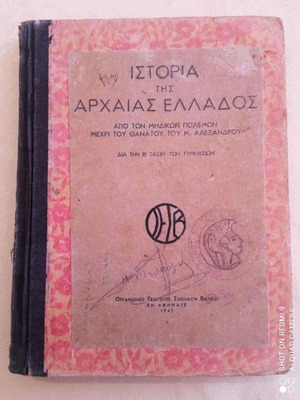 ΙΣΤΟΡΙΑ
ΤΗΣ
ΑΡΧΑΙΑΣ ΕΛΛΑΔΟΣ
ΑΠΟ ΤΩΝ ΜΗΔΙΚΩΝ ΠΟΛΕΜΩΝ
ΜΕΧΡΙ ΤΟΥ ΘΑΝΑΤΟΥ ΤΟΥ Μ. ΑΛΕΞΑΝΔΡΟΥ
ΔΙΑ ΤΗΝ Β' ΤΑΞΙΝ ΤΩΝ ΓΥΜΝΑΣΙΩΝ
ΟΕΣΒ
ΟΡΓΑΝΙΣΜΟΣ ΕΚΔΟΣΕΩΣ ΣΧΟΛΙΚΩΝ ΒΙΒΛΙΩΝ
ΕΝ ΑΘΗΝΑΙΣ
1947
SHOT ON REDMI 9
AI QUAD CAMERA